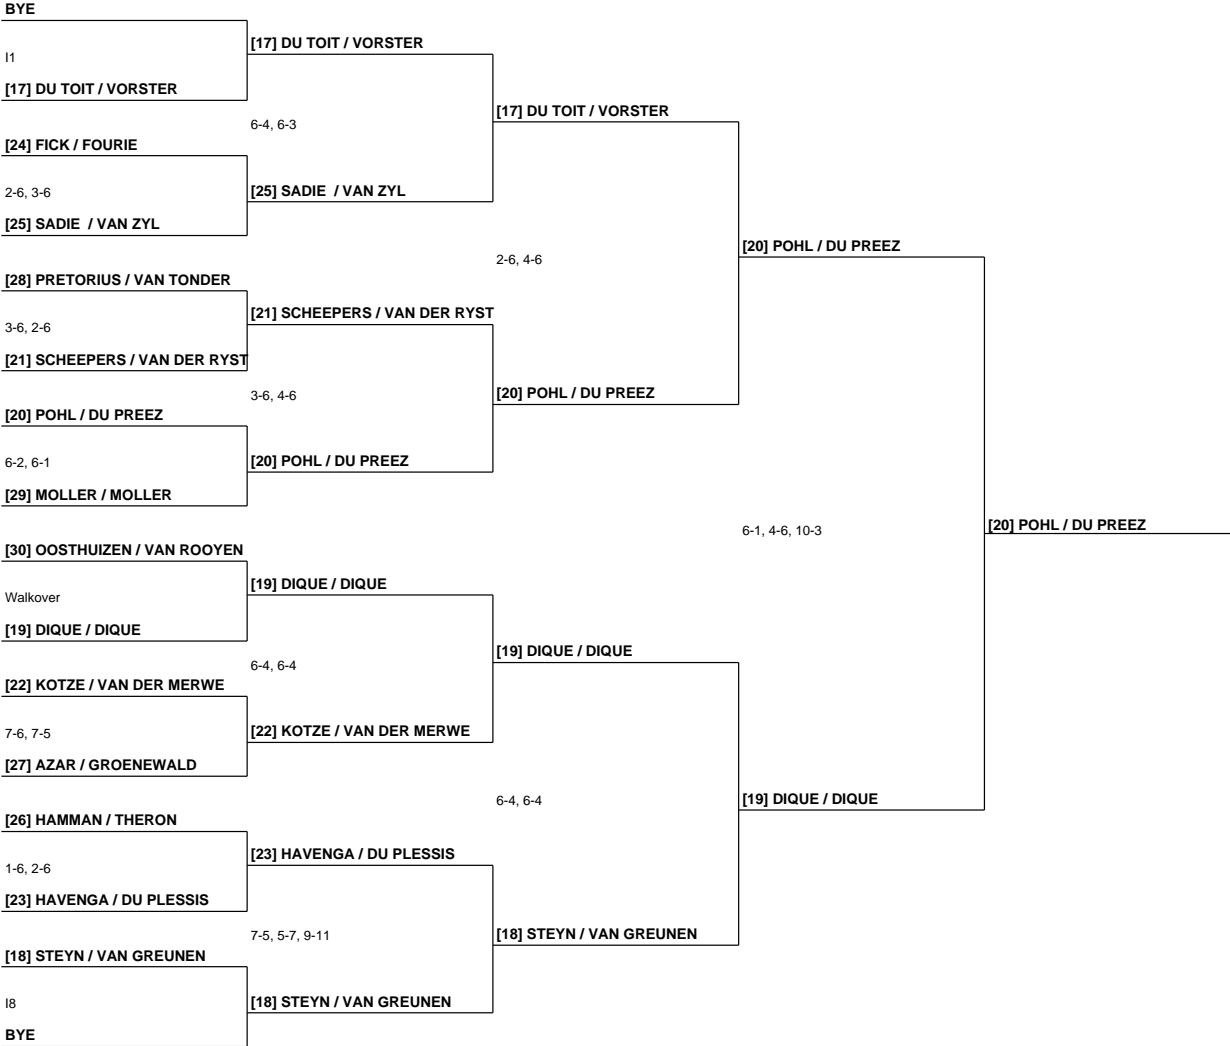 BYE
[17] DU TOIT / VORSTER
I1
[17] DU TOIT / VORSTER
[17] DU TOIT / VORSTER
6-4, 6-3
[24] FICK / FOURIE
2-6, 3-6
[25] SADIE / VAN ZYL
[25] SADIE / VAN ZYL
[20] POHL / DU PREEZ
2-6, 4-6
[28] PRETORIUS / VAN TONDER
[21] SCHEEPERS / VAN DER RYST
3-6, 2-6
[21] SCHEEPERS / VAN DER RYST
3-6, 4-6
[20] POHL / DU PREEZ
[20] POHL / DU PREEZ
6-2, 6-1
[20] POHL / DU PREEZ
[29] MOLLER / MOLLER
6-1, 4-6, 10-3
[20] POHL / DU PREEZ
[30] OOSTHUIZEN / VAN ROOYEN
[19] DIQUE / DIQUE
Walkover
[19] DIQUE / DIQUE
[19] DIQUE / DIQUE
6-4, 6-4
[22] KOTZE / VAN DER MERWE
7-6, 7-5
[22] KOTZE / VAN DER MERWE
[27] AZAR / GROENEWALD
6-4, 6-4
[19] DIQUE / DIQUE
[26] HAMMAN / THERON
[23] HAVENGA / DU PLESSIS
1-6, 2-6
[23] HAVENGA / DU PLESSIS
7-5, 5-7, 9-11
[18] STEYN / VAN GREUNEN
[18] STEYN / VAN GREUNEN
I8
[18] STEYN / VAN GREUNEN
BYE